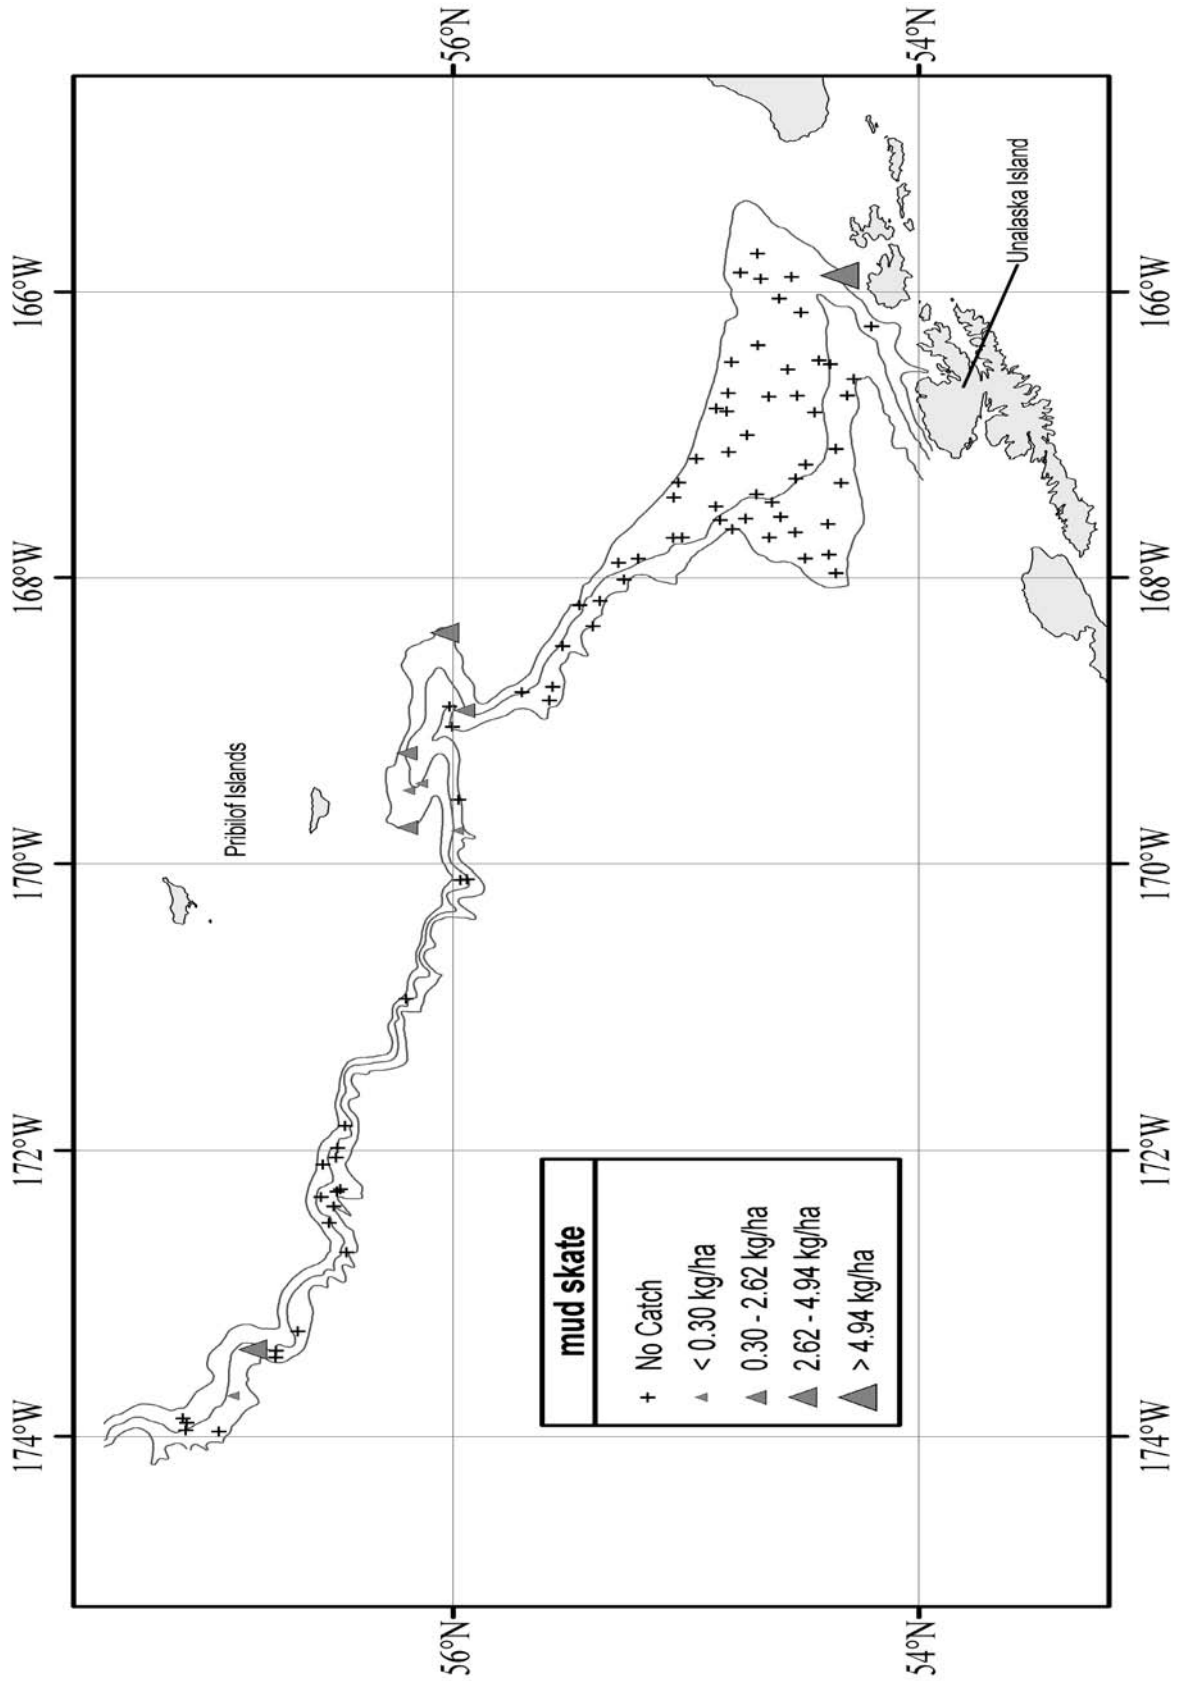 174°W
172°W
170°W
168°W
166°W
56°N
56°N
54°N
54°N
Pribilof Islands
Unalaska Island
mud skate
No Catch
< 0.30 kg/ha
0.30 - 2.62 kg/ha
2.62 - 4.94 kg/ha
> 4.94 kg/ha
174°W
172°W
170°W
168°W
166°W